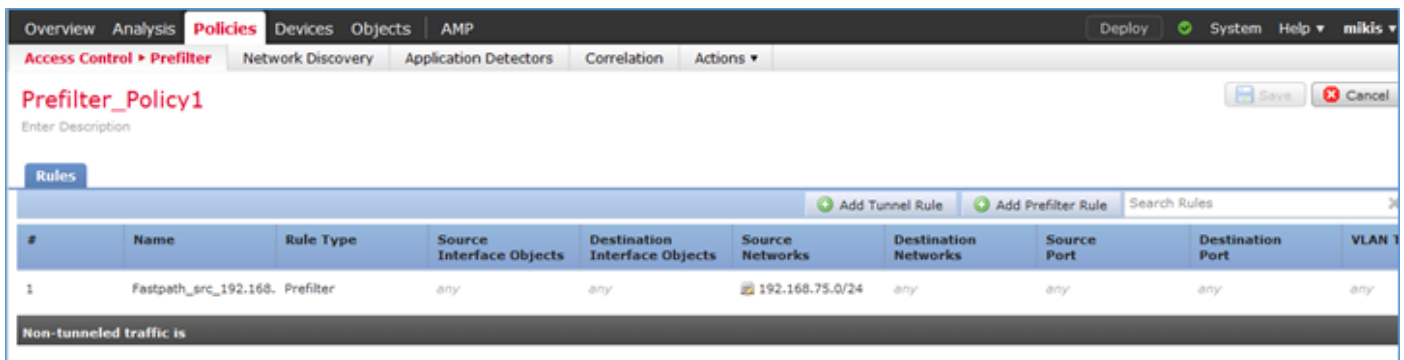 Overview Analysis Policies Devices Objects AMP Deploy System Help ▾ mikis ▾
Access Control ▸ Prefilter Network Discovery Application Detectors Correlation Actions ▾
Prefilter_Policy1 Save Cancel
Enter Description
Rules
Add Tunnel Rule Add Prefilter Rule Search Rules
# Name Rule Type Source Interface Objects Destination Interface Objects Source Networks Destination Networks Source Port Destination Port VLAN T
1 Fastpath_src_192.168. Prefilter any any 192.168.75.0/24 any any any any
Non-tunneled traffic is